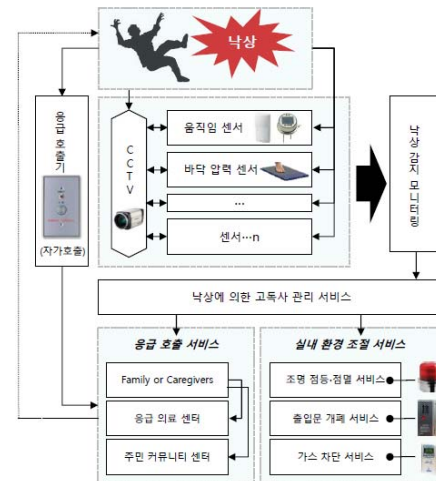 낙상
응급 호출기
(자가호출)
CCTV
움직임 센서
바닥 압력 센서
...
센서...n
낙상 감지 모니터링
낙상에 의한 고독사 관리 서비스
응급 호출 서비스
Family or Caregivers
응급 의료 센터
주민 커뮤니티 센터
실내 환경 조절 서비스
조명 점등·점멸 서비스
출입문 개폐 서비스
가스 차단 서비스